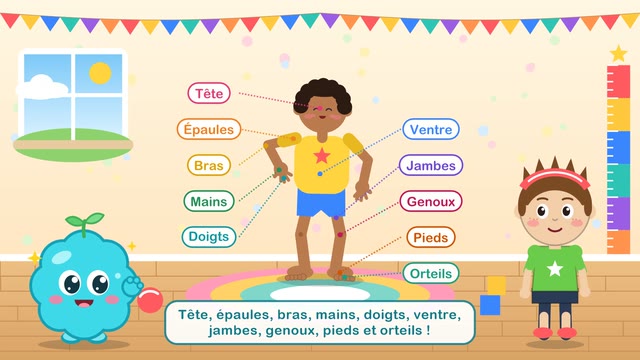 Tête
Épaules
Bras
Mains
Doigts
Ventre
Jambes
Genoux
Pieds
Orteils
Tête, épaules, bras, mains, doigts, ventre,
jambes, genoux, pieds et orteils !